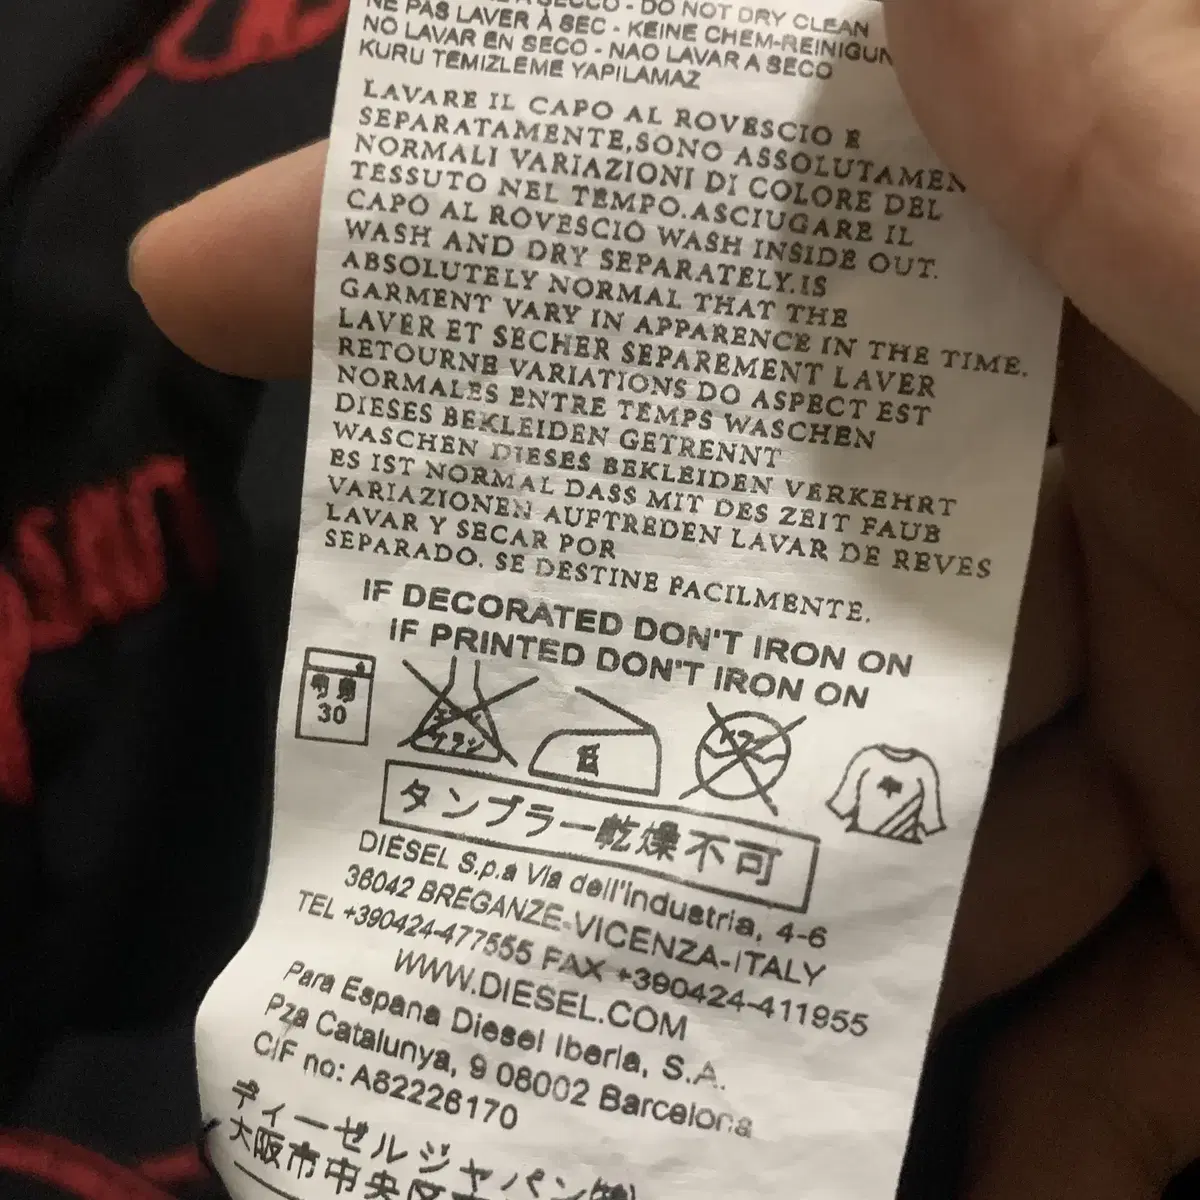 A SECCO - DO NOT DRY CLEAN
NE PAS LAVER À SEC - KEINE CHEM-REINIGUN
NO LAVAR EN SECO - NAO LAVAR A SECO
KURU TEMIZLEME YAPILAMAZ
LAVARE IL CAPO AL ROVESCIO E
SEPARATAMENTE,SONO ASSOLUTAMEN
NORMALI VARIAZIONI DI COLORE DEL
TESSUTO NEL TEMPO.ASCIUGARE IL
CAPO AL ROVESCIO WASH INSIDE OUT.
WASH AND DRY SEPARATELY.IS
ABSOLUTELY NORMAL THAT THE
GARMENT VARY IN APPARENCE IN THE TIME.
LAVER ET SECHER SEPAREMENT LAVER
RETOURNE VARIATIONS DO ASPECT EST
NORMALES ENTRE TEMPS WASCHEN
DIESES BEKLEIDEN GETRENNT
WASCHEN DIESES BEKLEIDEN VERKEHRT
ES IST NORMAL DASS MIT DES ZEIT FAUB
VARIAZIONEN AUFTREDEN LAVAR DE REVES
LAVAR Y SECAR POR
SEPARADO. SE DESTINE FACILMENTE.
IF DECORATED DON'T IRON ON
IF PRINTED DON'T IRON ON
30
中
タンブラー乾燥不可
DIESEL S.p.a Via dell'industria, 4-6
36042 BREGANZE-VICENZA-ITALY
TEL +390424-477555 FAX +390424-411955
WWW.DIESEL.COM
Para Espana Diesel Iberia, S.A.
Pza Catalunya, 9 08002 Barcelona
CIF no: A82226170
ディーゼルジャパン㈱
大阪市中央区